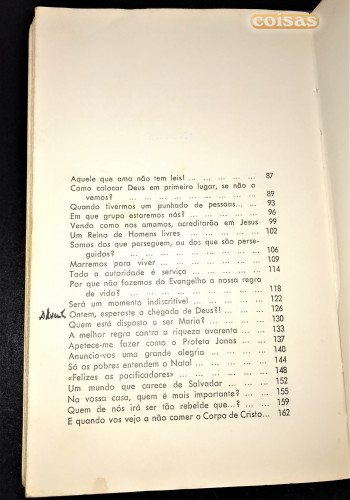 eoisas
Aquele que ama não tem leis! ... ... ... ... ... 87
Como colocar Deus em primeiro lugar, se não o
vemos? ... ... ... ... ... ... ... 89
Quando tivermos um punhado de pessoas... ... 93
Em que grupo estaremos nós? ... ... ... ... ... 96
Vendo como nos amamos, acreditarão em Jesus 99
Um Reino de Homens livres ... ... ... ... ... 102
Somos dos que perseguem, ou dos que são perse-
guidos? ... ... ... ... ... ... ... 106
Morremos para viver ... ... ... ... ... ... 109
Toda a autoridade é serviço ... ... ... ... ... 114
Por que não fazemos do Evangelho a nossa regra
de vida? ... ... ... ... ... ... ... 118
Será um momento indiscritível ... ... ... ... 122
Advento Ontem, esperaste a chegada de Deus?! ... ... 126
Quem está disposto a ser Maria? ... ... ... ... 130
A melhor regra contra a riqueza avarenta ... ... 133
Apetece-me fazer como o Profeta Jonas ... ... 137
Anuncio-vos uma grande alegria ... ... ... ... 140
Só os pobres entendem o Natal ... ... ... ... 144
«Felizes os pacificadores» ... ... ... ... ... 148
Um mundo que carece de Salvador ... ... ... 152
Na vossa casa, quem é mais importante? ... ... 155
Quem de nós irá ser tão rebelde que...? ... ... 159
E quando vos vejo a não comer o Corpo de Cristo... 162